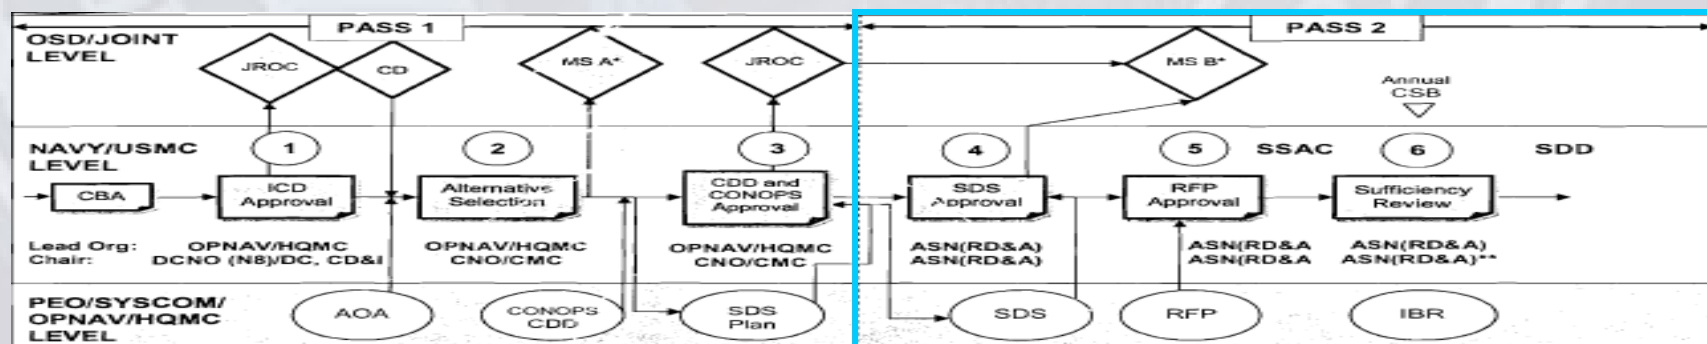 PASS 1
PASS 2
OSD/JOINT
LEVEL
JROC
CD
MS A*
JROC
MS B*
Annual
CSB
NAVY/USMC
LEVEL
1
2
3
4
5
SSAC
6
SDD
CBA
ICD
Approval
Alternative
Selection
CDD and
CONOPS
Approval
SDS
Approval
RFP
Approval
Sufficiency
Review
Lead Org:
Chair:
OPNAV/HQMC
DCNO (N8)/DC, CD&I
OPNAV/HQMC
CNO/CMC
OPNAV/HQMC
CNO/CMC
ASN(RD&A)
ASN(RD&A)
ASN(RD&A
ASN(RD&A
ASN(RD&A)
ASN(RD&A)**
PEO/SYSCOM/
OPNAV/HQMC
LEVEL
AOA
CONOPS
CDD
SDS
Plan
SDS
RFP
IBR